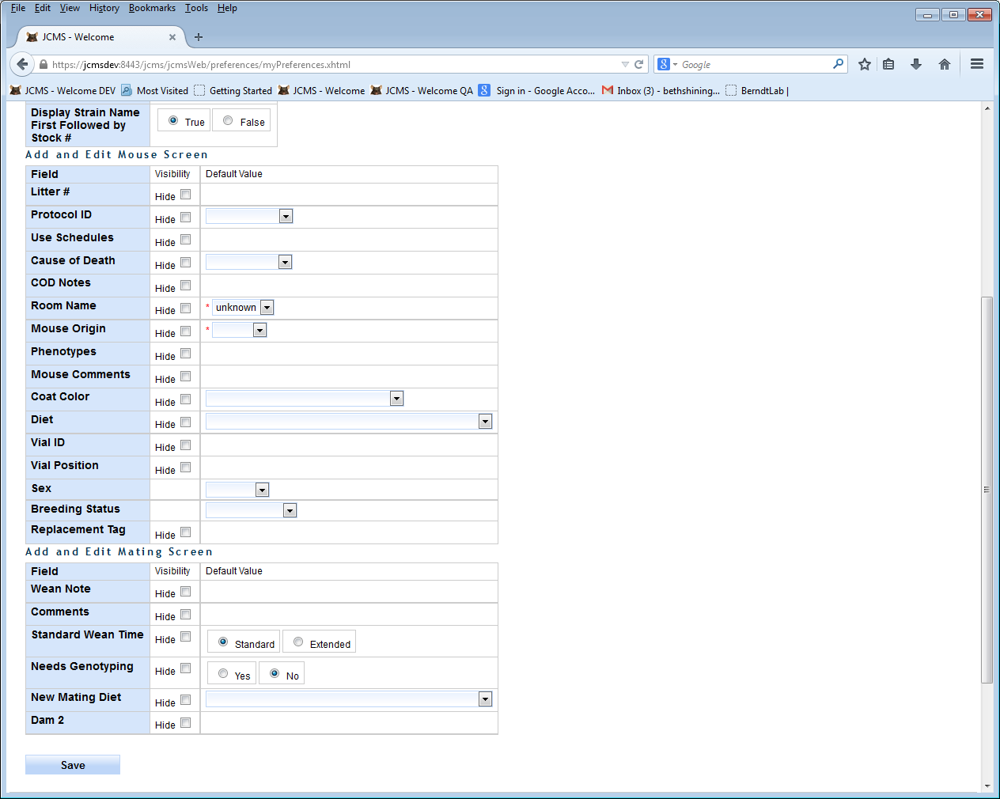 File Edit View History Bookmarks Tools Help
JCMS - Welcome
https://jcmsdev:8443/jcms/jcmsWeb/preferences/myPreferences.xhtml
Google
JCMS - Welcome DEV Most Visited Getting Started JCMS - Welcome JCMS - Welcome QA Sign in - Google Acco... Inbox (3) - bethshining... BerndtLab |
Display Strain Name
First Followed by
Stock #
True False
Add and Edit Mouse Screen
Field Visibility Default Value
Litter # Hide
Protocol ID Hide
Use Schedules Hide
Cause of Death Hide
COD Notes Hide
Room Name Hide * unknown
Mouse Origin Hide *
Phenotypes Hide
Mouse Comments Hide
Coat Color Hide
Diet Hide
Vial ID Hide
Vial Position Hide
Sex
Breeding Status
Replacement Tag Hide
Add and Edit Mating Screen
Field Visibility Default Value
Wean Note Hide
Comments Hide
Standard Wean Time Hide Standard Extended
Needs Genotyping Hide Yes No
New Mating Diet Hide
Dam 2 Hide
Save